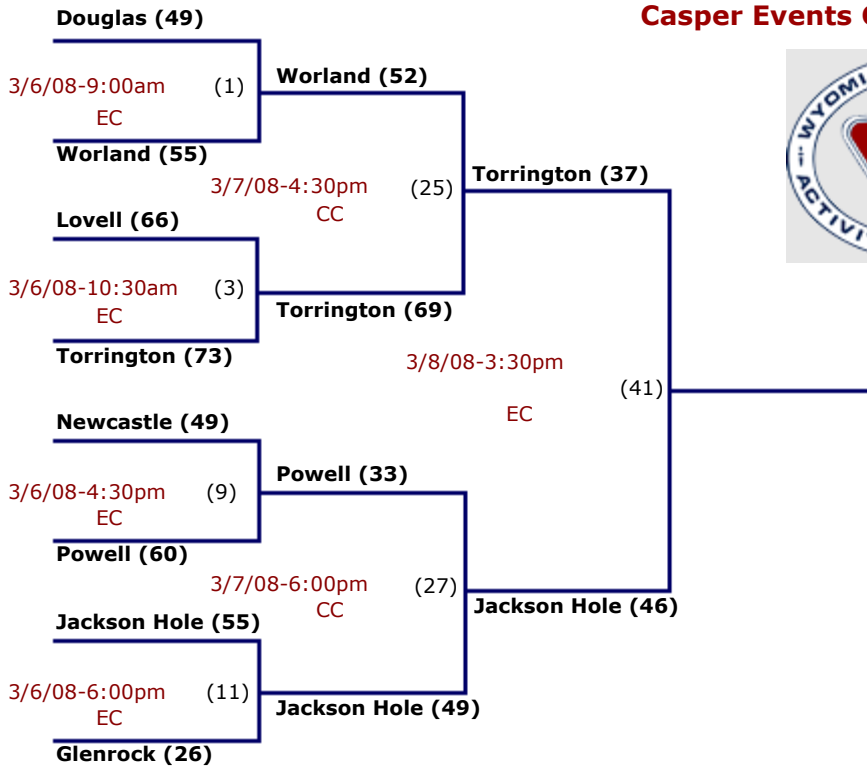 Casper Events
Douglas (49)
3/6/08-9:00am (1)
EC
Worland (55)
Worland (52)
3/7/08-4:30pm (25)
CC
Lovell (66)
3/6/08-10:30am (3)
EC
Torrington (73)
Torrington (69)
Torrington (37)
3/8/08-3:30pm (41)
EC
Newcastle (49)
3/6/08-4:30pm (9)
EC
Powell (60)
Powell (33)
3/7/08-6:00pm (27)
CC
Jackson Hole (55)
3/6/08-6:00pm (11)
EC
Glenrock (26)
Jackson Hole (49)
Jackson Hole (46)